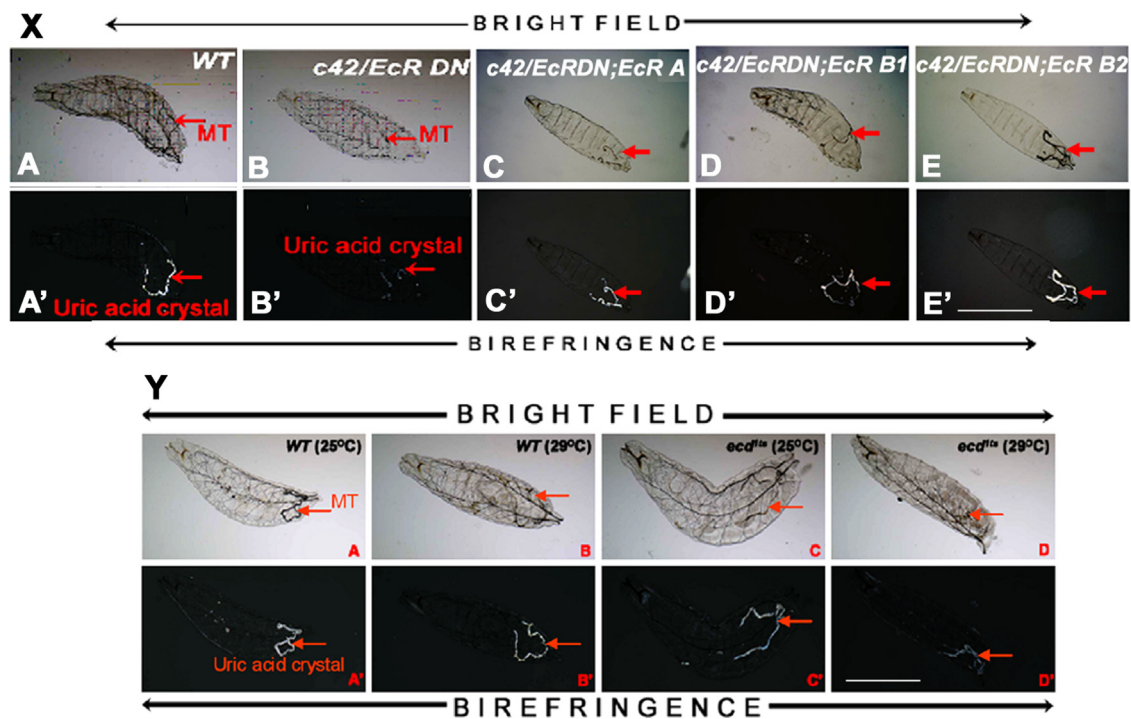 X
BRIGHT FIELD
WT
c42/EcR DN
c42/EcRDN;EcR A
c42/EcRDN;EcR B1
c42/EcRDN;EcR B2
MT
MT
A
B
C
D
E
Uric acid crystal
Uric acid crystal
A'
B'
C'
D'
E'
BIREFRINGENCE
Y
BRIGHT FIELD
WT (25°C)
WT (29°C)
ecd1ts (25°C)
ecd1ts (29°C)
MT
A
B
C
D
Uric acid crystal
A'
B'
C'
D'
BIREFRINGENCE